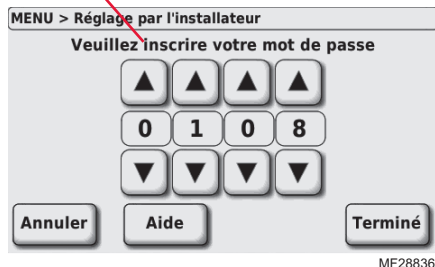 MENU > Réglage par l'installateur
Veuillez inscrire votre mot de passe
0 1 0 8
Annuler Aide Terminé
MF28836